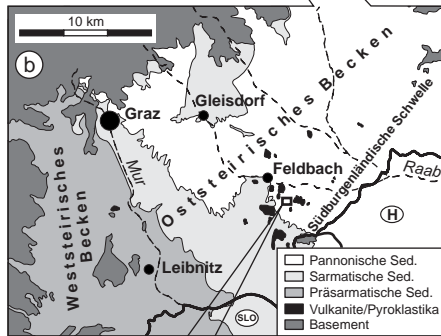 10 km
b
Graz
Gleisdorf
Oststeirisches Becken
Südburgenländische Schwelle
Feldbach
Raab
Mur
Weststeirisches
Becken
Leibnitz
H
SLO
Pannonische Sed.
Sarmatische Sed.
Präsarmatische Sed.
Vulkanite/Pyroklastika
Basement